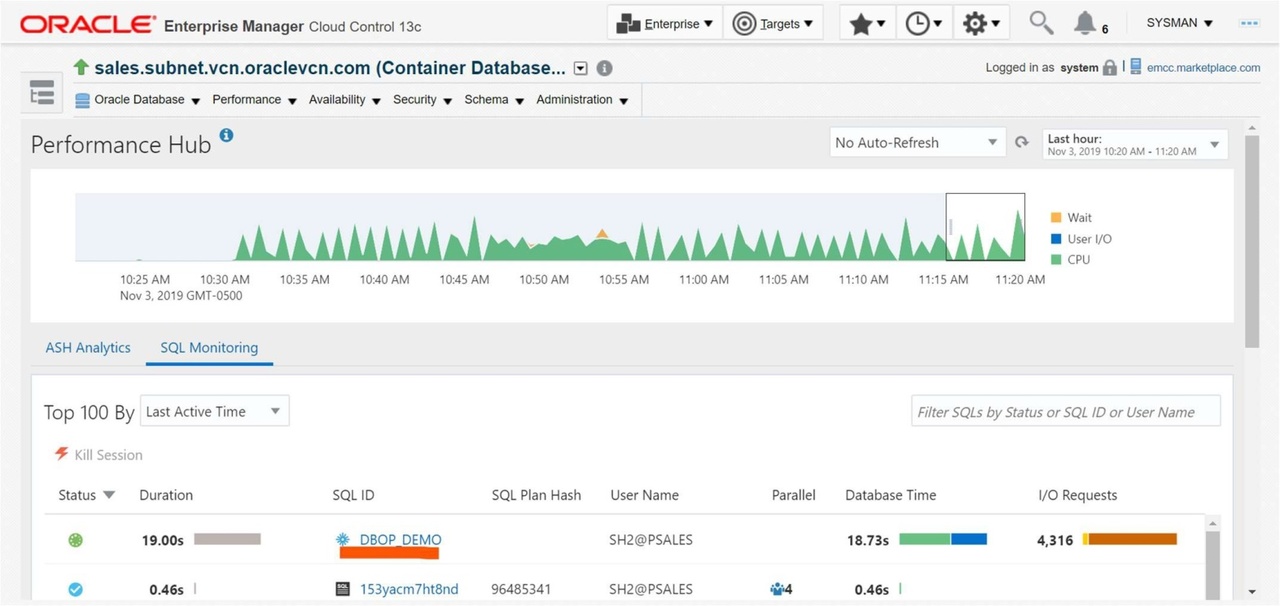 ORACLE Enterprise Manager Cloud Control 13c Enterprise Targets 6 SYSMAN
sales.subnet.vcn.oraclevcn.com (Container Database... Logged in as system emcc.marketplace.com
Oracle Database Performance Availability Security Schema Administration
Performance Hub No Auto-Refresh Last hour:
Nov 3, 2019 10:20 AM - 11:20 AM
Wait
User I/O
CPU
10:25 AM 10:30 AM 10:35 AM 10:40 AM 10:45 AM 10:50 AM 10:55 AM 11:00 AM 11:05 AM 11:10 AM 11:15 AM 11:20 AM
Nov 3, 2019 GMT-0500
ASH Analytics SQL Monitoring
Top 100 By Last Active Time Filter SQLs by Status or SQL ID or User Name
Kill Session
Status Duration SQL ID SQL Plan Hash User Name Parallel Database Time I/O Requests
19.00s DBOP_DEMO SH2@PSALES 18.73s 4,316
0.46s SQL 153yacm7ht8nd 96485341 SH2@PSALES 4 0.46s